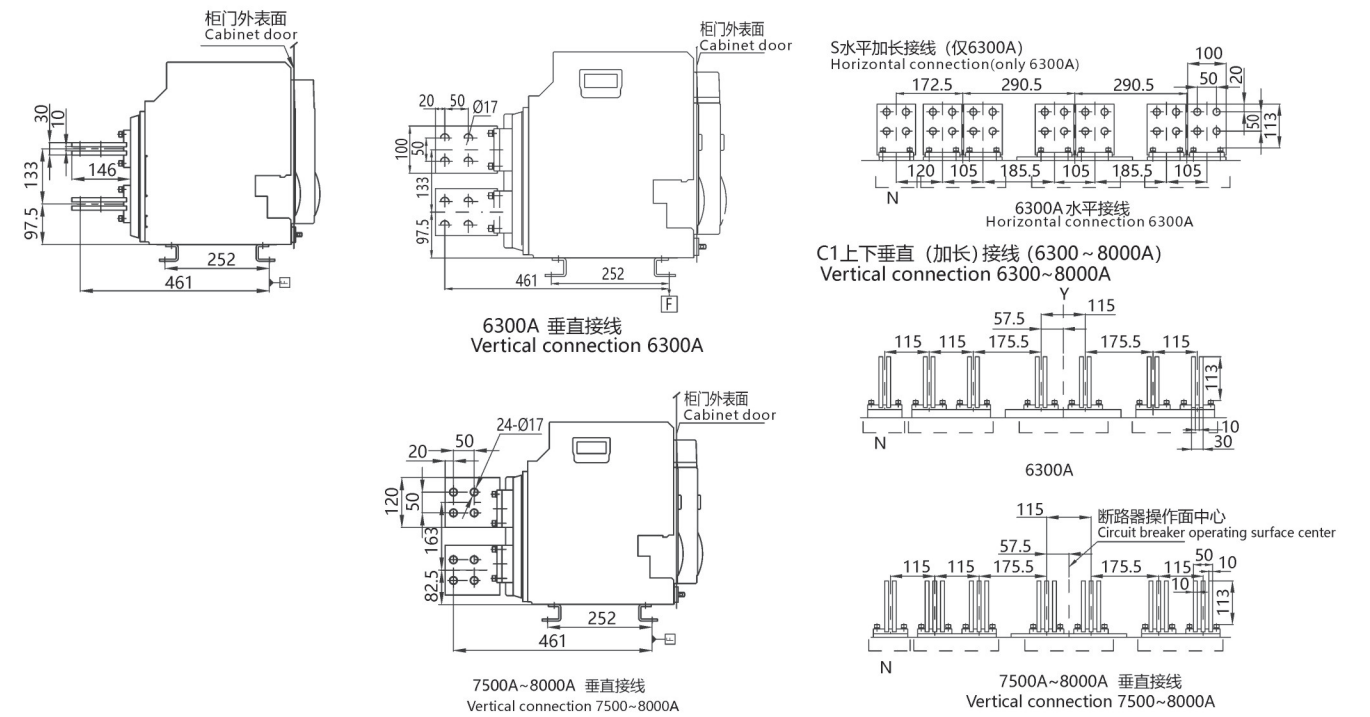 柜门外表面
Cabinet door
30
10
146
133
97.5
252
461
F
柜门外表面
Cabinet door
20 50 Ø17
100
50
133
97.5
461 252
F
6300A 垂直接线
Vertical connection 6300A
柜门外表面
Cabinet door
24-Ø17
50
20
120
50
163
82.5
252
461
F
7500A~8000A 垂直接线
Vertical connection 7500~8000A
S水平加长接线（仅6300A）
Horizontal connection(only 6300A)
100
172.5 290.5 290.5 50 20
50
113
120 105 185.5 105 185.5 105
N
6300A水平接线
Horizontal connection 6300A
C1上下垂直（加长）接线（6300～8000A）
Vertical connection 6300~8000A
Y
115
57.5
115 115 175.5 175.5 115
113
10
30
N
6300A
115
断路器操作面中心
Circuit breaker operating surface center
57.5
50
10
115 115 175.5 175.5 115
10
113
N
7500A~8000A 垂直接线
Vertical connection 7500~8000A